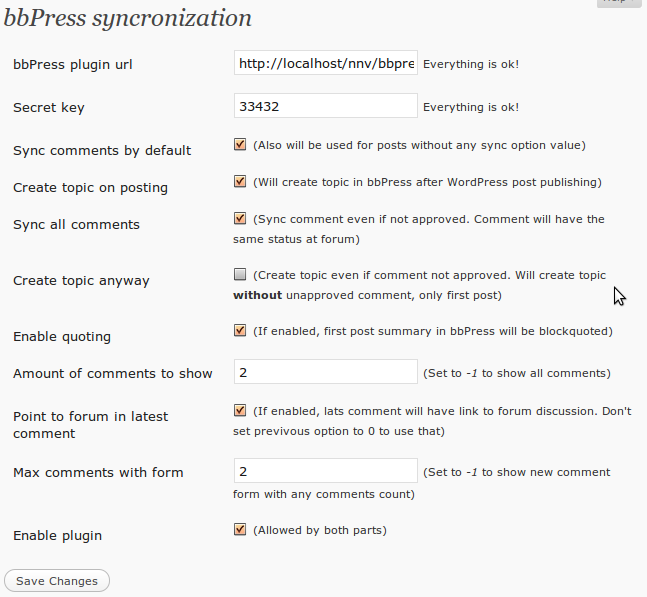 bbPress syncronization
bbPress plugin url http://localhost/nnv/bbpre Everything is ok!
Secret key 33432 Everything is ok!
Sync comments by default (Also will be used for posts without any sync option value)
Create topic on posting (Will create topic in bbPress after WordPress post publishing)
Sync all comments (Sync comment even if not approved. Comment will have the
same status at forum)
Create topic anyway (Create topic even if comment not approved. Will create topic
without unapproved comment, only first post)
Enable quoting (If enabled, first post summary in bbPress will be blockquoted)
Amount of comments to show 2 (Set to -1 to show all comments)
Point to forum in latest
comment
(If enabled, lats comment will have link to forum discussion. Don't
set previvous option to 0 to use that)
Max comments with form 2 (Set to -1 to show new comment
form with any comments count)
Enable plugin (Allowed by both parts)
Save Changes